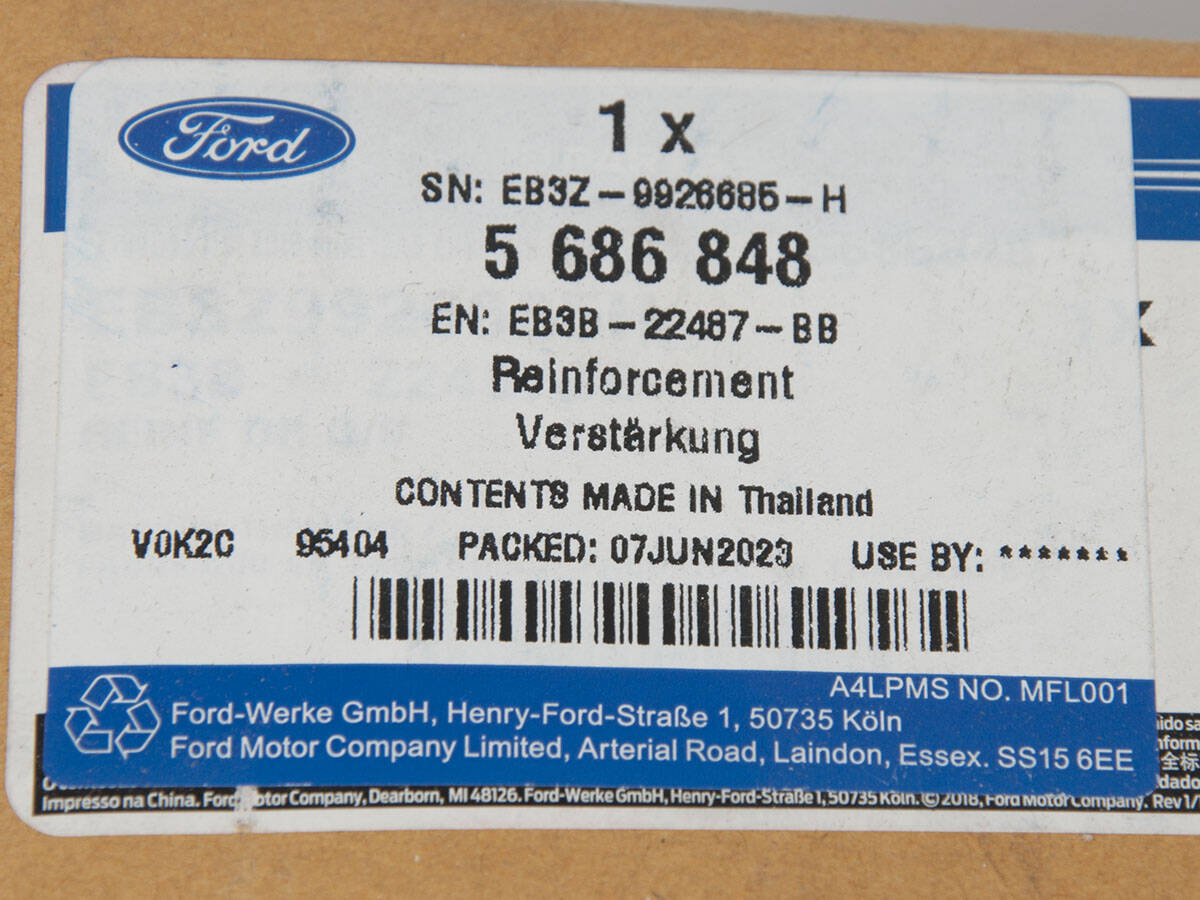 Ford
1 x
SN: EB3Z-9926685-H
5 686 848
EN: EB3B-22487-BB
Reinforcement
Verstärkung
CONTENTS MADE IN Thailand
V0K2C 95404 PACKED: 07JUN2023 USE BY: *******
A4LPMS NO. MFL001
Ford-Werke GmbH, Henry-Ford-Straße 1, 50735 Köln
Ford Motor Company Limited, Arterial Road, Laindon, Essex. SS15 6EE
Impresso na China. Ford Motor Company, Dearborn, MI 48126. Ford-Werke GmbH, Henry-Ford-Straße 1, 50735 Köln. © 2018, Ford Motor Company. Rev 1/